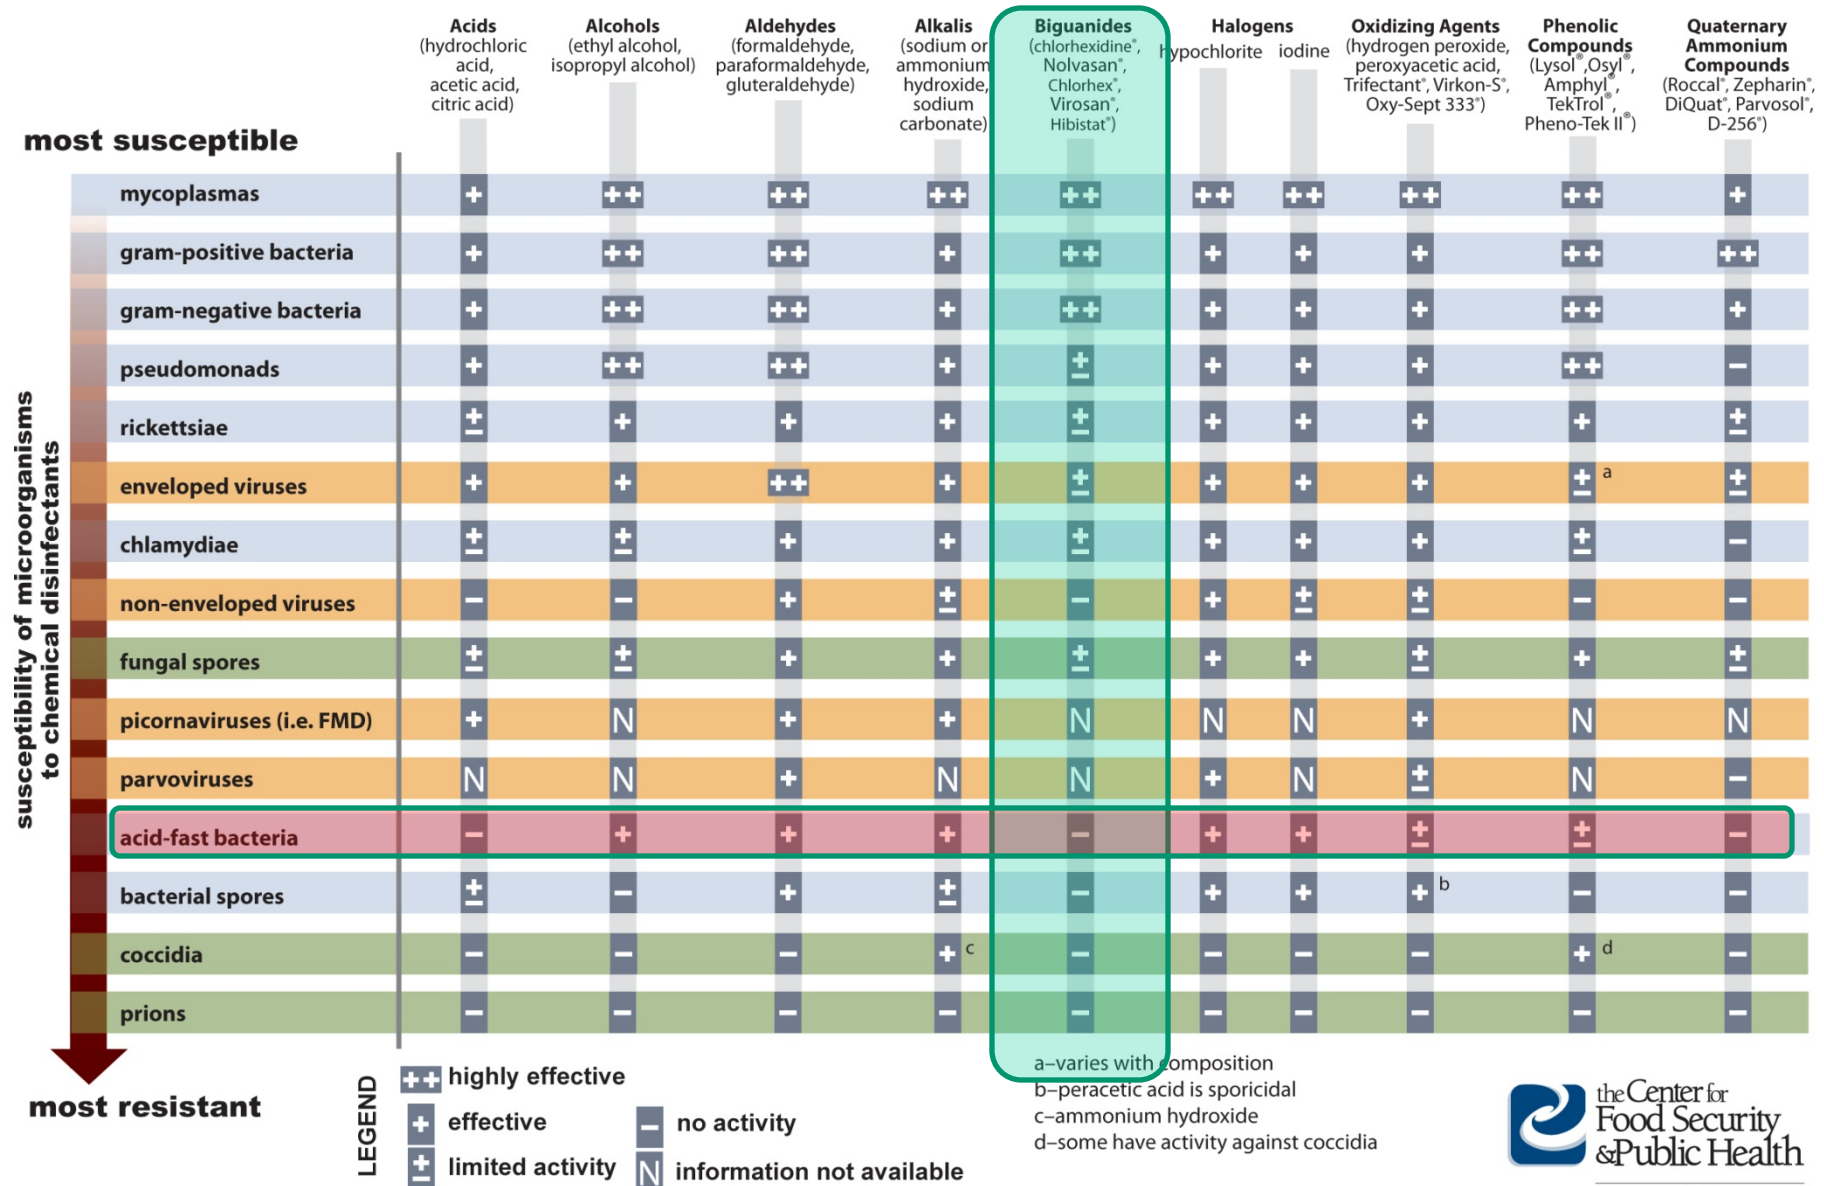 Acids
(hydrochloric
acid,
acetic acid,
citric acid)
Alcohols
(ethyl alcohol,
isopropyl alcohol)
Aldehydes
(formaldehyde,
paraformaldehyde,
gluteraldehyde)
Alkalis
(sodium or
ammonium
hydroxide,
sodium
carbonate)
Biguanides
(chlorhexidine®,
Nolvasan®,
Chlorhex®,
Virosan®,
Hibistat®)
Halogens
hypochlorite iodine
Oxidizing Agents
(hydrogen peroxide,
peroxyacetic acid,
Trifectant®, Virkon-S®,
Oxy-Sept 333®)
Phenolic
Compounds
(Lysol®,Osyl®,
Amphyl®,
TekTrol®,
Pheno-Tek II®)
Quaternary
Ammonium
Compounds
(Roccal®, Zepharin®,
DiQuat®, Parvosol®,
D-256®)
most susceptible
susceptibility of microorganisms
to chemical disinfectants
mycoplasmas + ++ ++ ++ ++ ++ ++ ++ ++ +
gram-positive bacteria + ++ ++ + ++ + + + ++ ++
gram-negative bacteria + ++ ++ + ++ + + + ++ +
pseudomonads + ++ ++ + ± + + + ++ −
rickettsiae ± + + + ± + + + + ±
enveloped viruses + + ++ + ± + + + ± a ±
chlamydiae ± ± + + ± + + + ± −
non-enveloped viruses − − + ± − + ± ± − −
fungal spores ± ± + + ± + + ± + ±
picornaviruses (i.e. FMD) + N + + N N N + N N
parvoviruses N N + N N + N ± N −
acid-fast bacteria − + + + − + + ± ± −
bacterial spores ± − + ± − + + + b − −
coccidia − − − + c − − − − + d −
prions − − − − − − − − − −
most resistant
LEGEND
++ highly effective
+ effective
± limited activity
− no activity
N information not available
a–varies with composition
b–peracetic acid is sporicidal
c–ammonium hydroxide
d–some have activity against coccidia
the Center for
Food Security
&Public Health